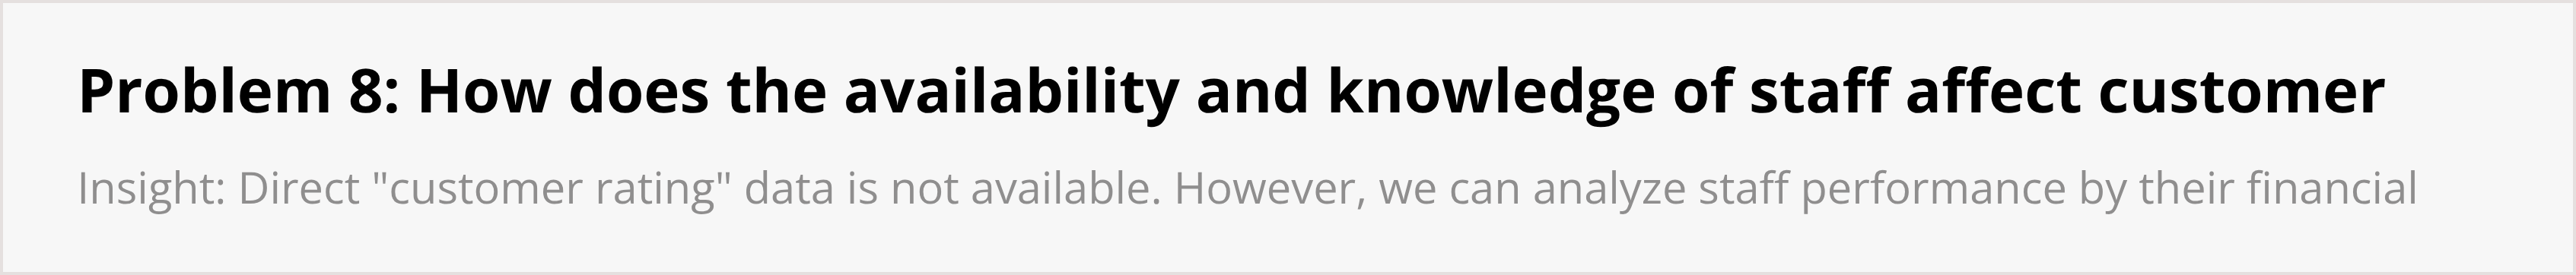 Problem 8: How does the availability and knowledge of staff affect customer
Insight: Direct "customer rating" data is not available. However, we can analyze staff performance by their financial